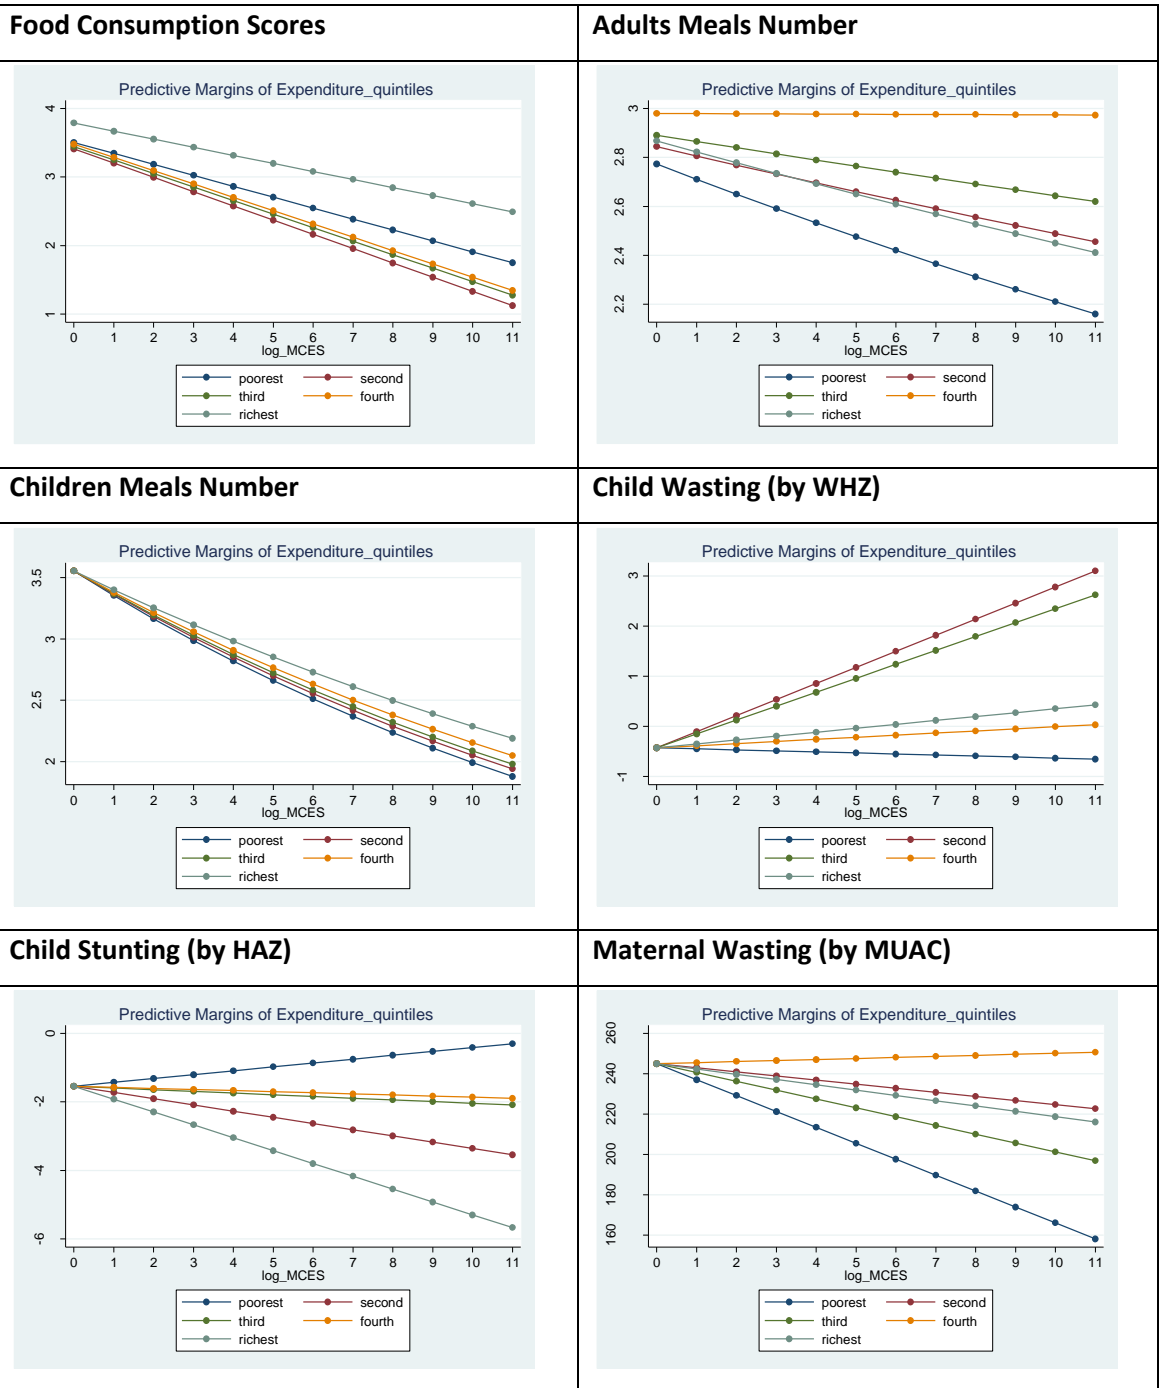 Food Consumption Scores
Adults Meals Number
Predictive Margins of Expenditure_quintiles
4
3
2
1
0 1 2 3 4 5 6 7 8 9 10 11
log_MCES
poorest second
third fourth
richest
Predictive Margins of Expenditure_quintiles
3
2.8
2.6
2.4
2.2
0 1 2 3 4 5 6 7 8 9 10 11
log_MCES
poorest second
third fourth
richest
Children Meals Number
Child Wasting (by WHZ)
Predictive Margins of Expenditure_quintiles
3.5
3
2.5
2
0 1 2 3 4 5 6 7 8 9 10 11
log_MCES
poorest second
third fourth
richest
Predictive Margins of Expenditure_quintiles
3
2
1
0
-1
0 1 2 3 4 5 6 7 8 9 10 11
log_MCES
poorest second
third fourth
richest
Child Stunting (by HAZ)
Maternal Wasting (by MUAC)
Predictive Margins of Expenditure_quintiles
0
-2
-4
-6
0 1 2 3 4 5 6 7 8 9 10 11
log_MCES
poorest second
third fourth
richest
Predictive Margins of Expenditure_quintiles
260
240
220
200
180
160
0 1 2 3 4 5 6 7 8 9 10 11
log_MCES
poorest second
third fourth
richest